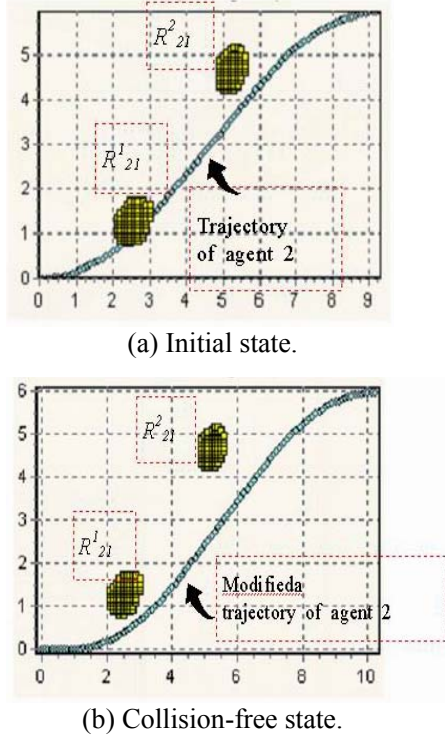 R²₂₁
5
4
3
R¹₂₁
2
1
Trajectory
of agent 2
0
0 1 2 3 4 5 6 7 8 9
(a) Initial state.
6
R²₂₁
5
4
3
R¹₂₁
2
Modifieda
1
trajectory of agent 2
0
0 2 4 6 8 10
(b) Collision-free state.